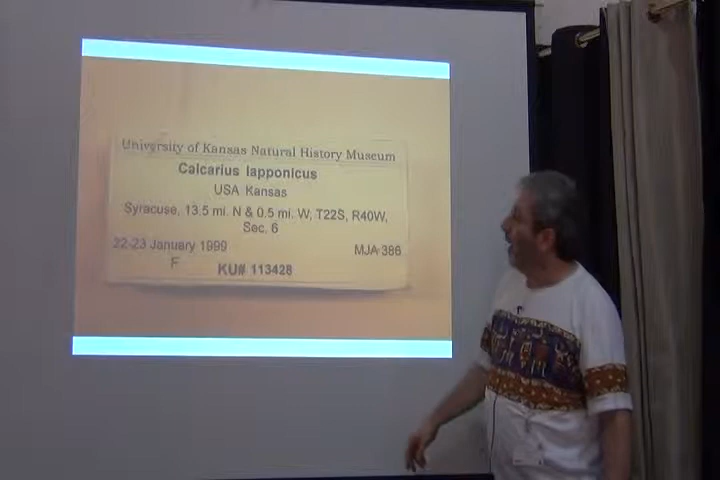 University of Kansas Natural History Museum
Calcarius lapponicus
USA Kansas
Syracuse, 13.5 mi. N & 0.5 mi. W, T22S, R40W,
Sec. 6
22-23 January 1999 MJA 386
F KU# 113428